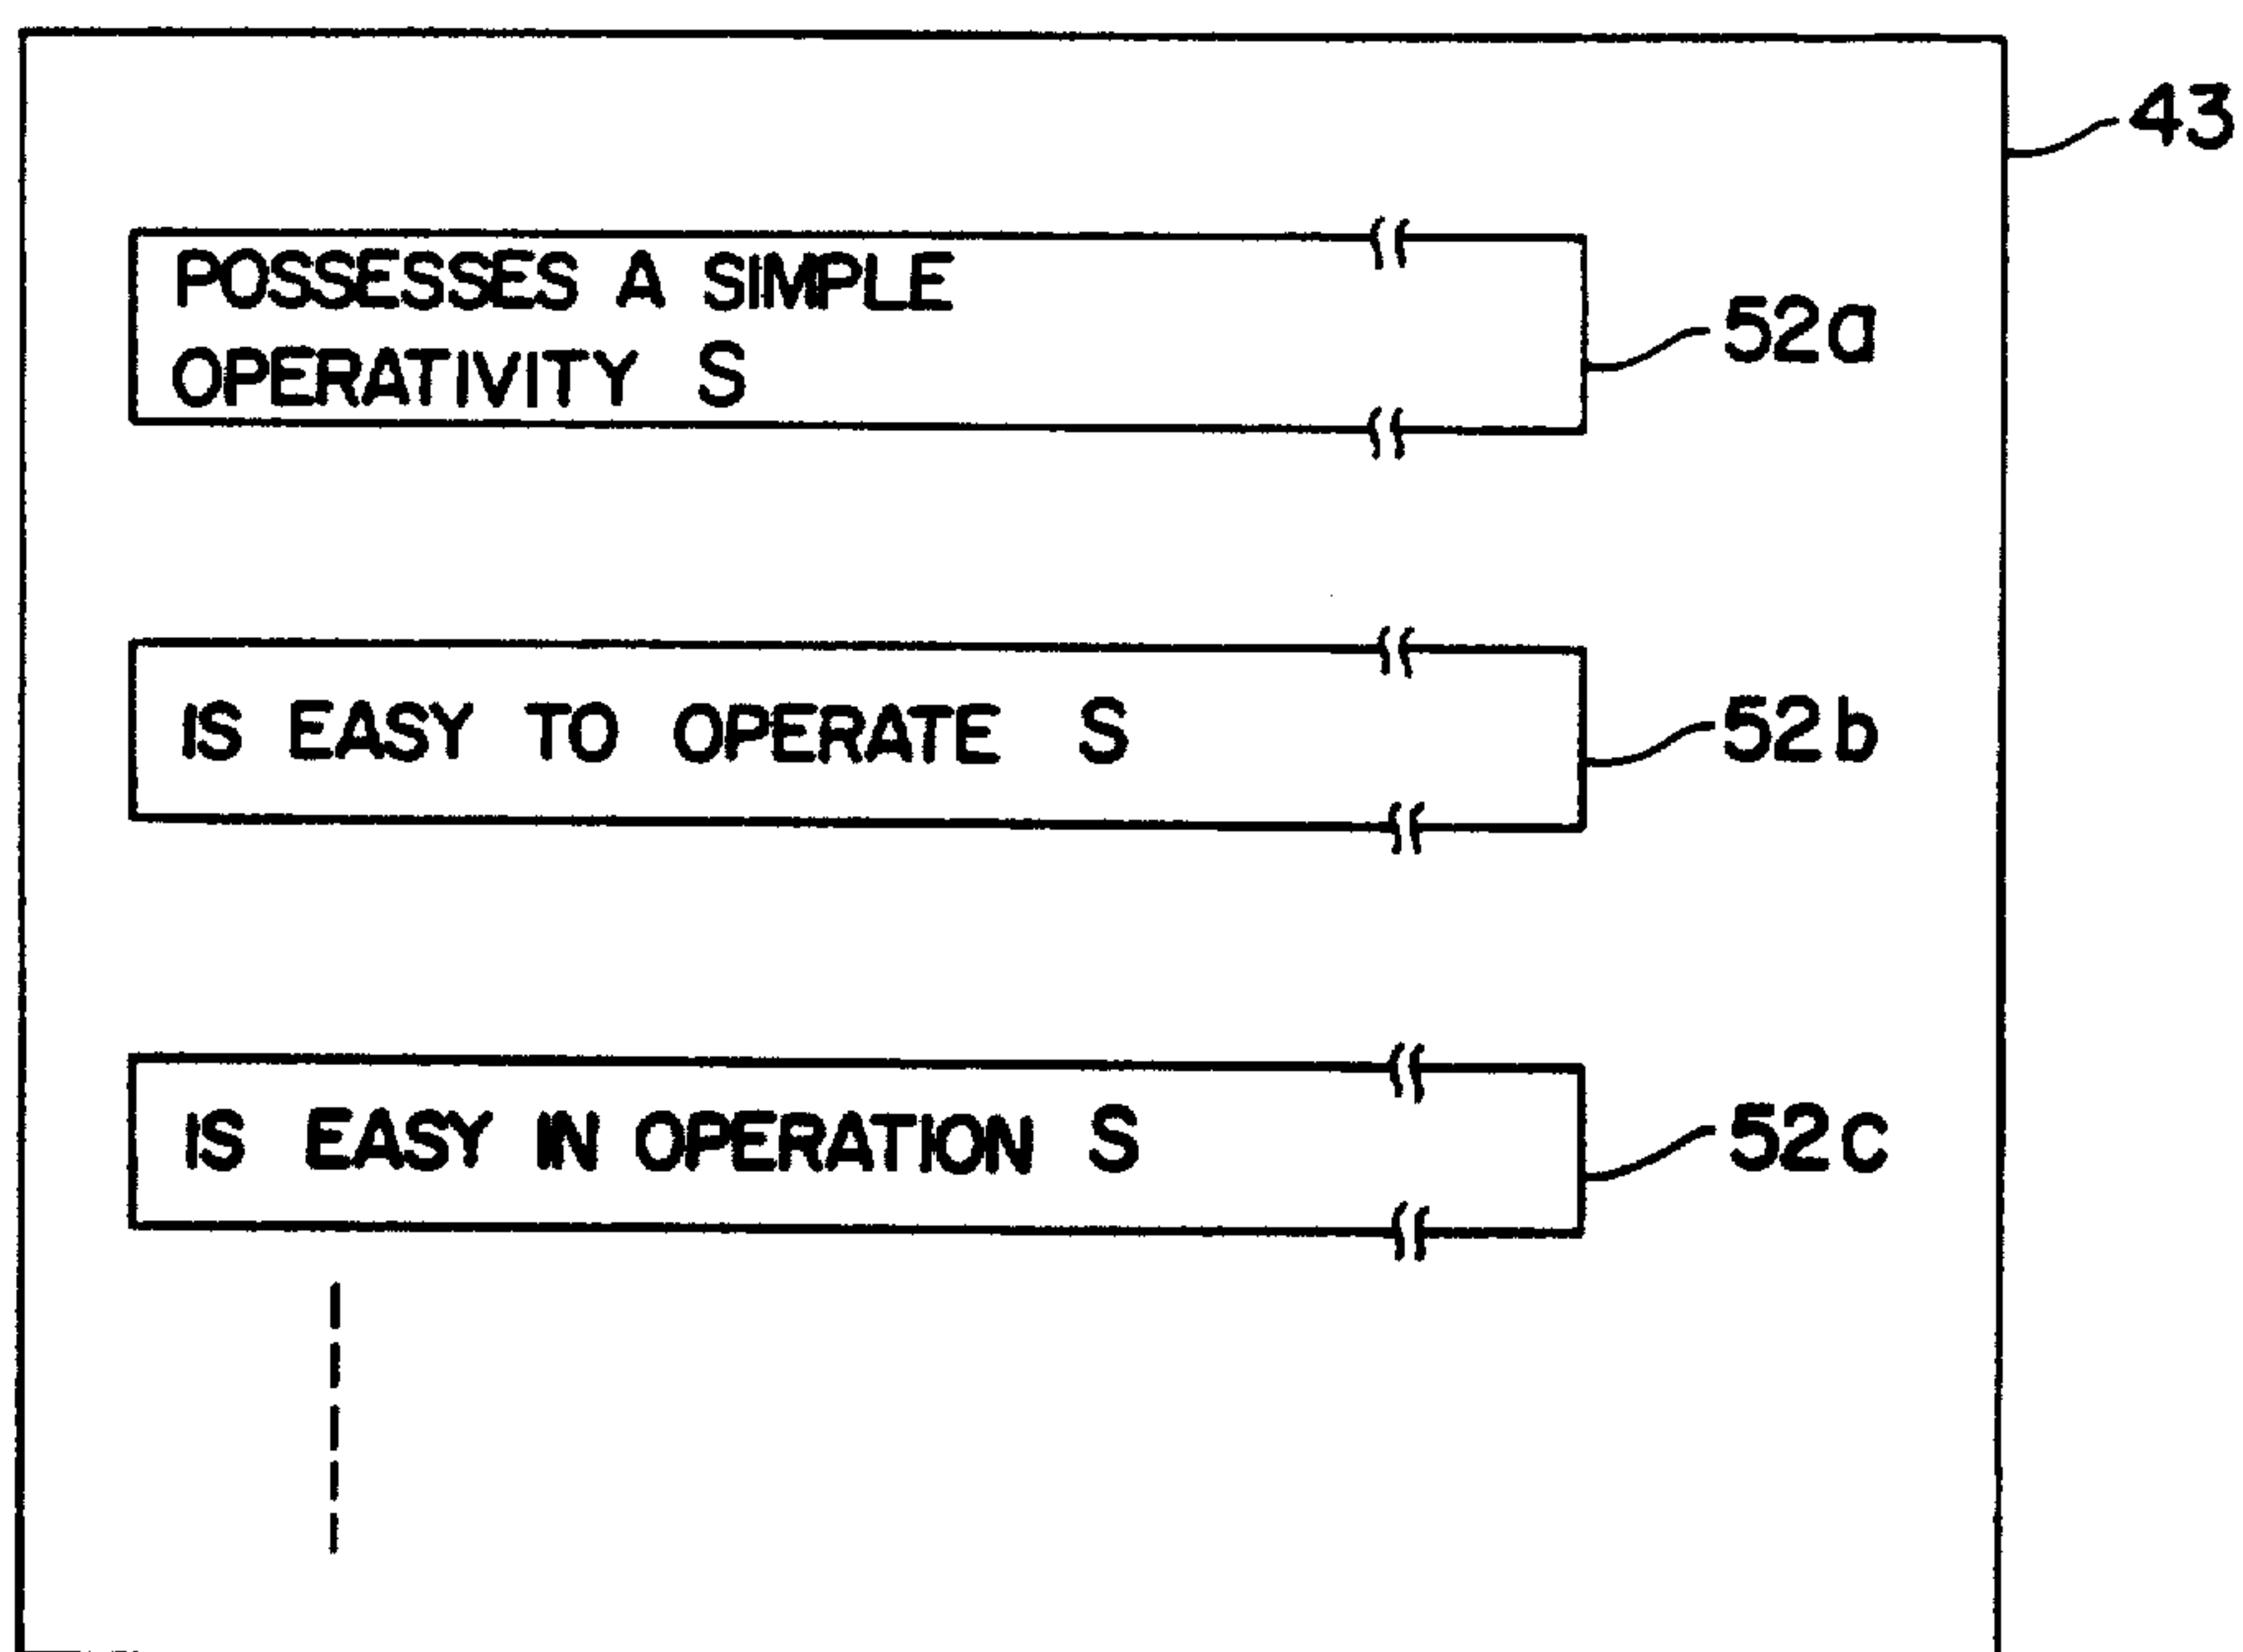 43
POSSESSES A SIMPLE
OPERATIVITY S
52a
IS EASY TO OPERATE S
52b
IS EASY IN OPERATION S
52c